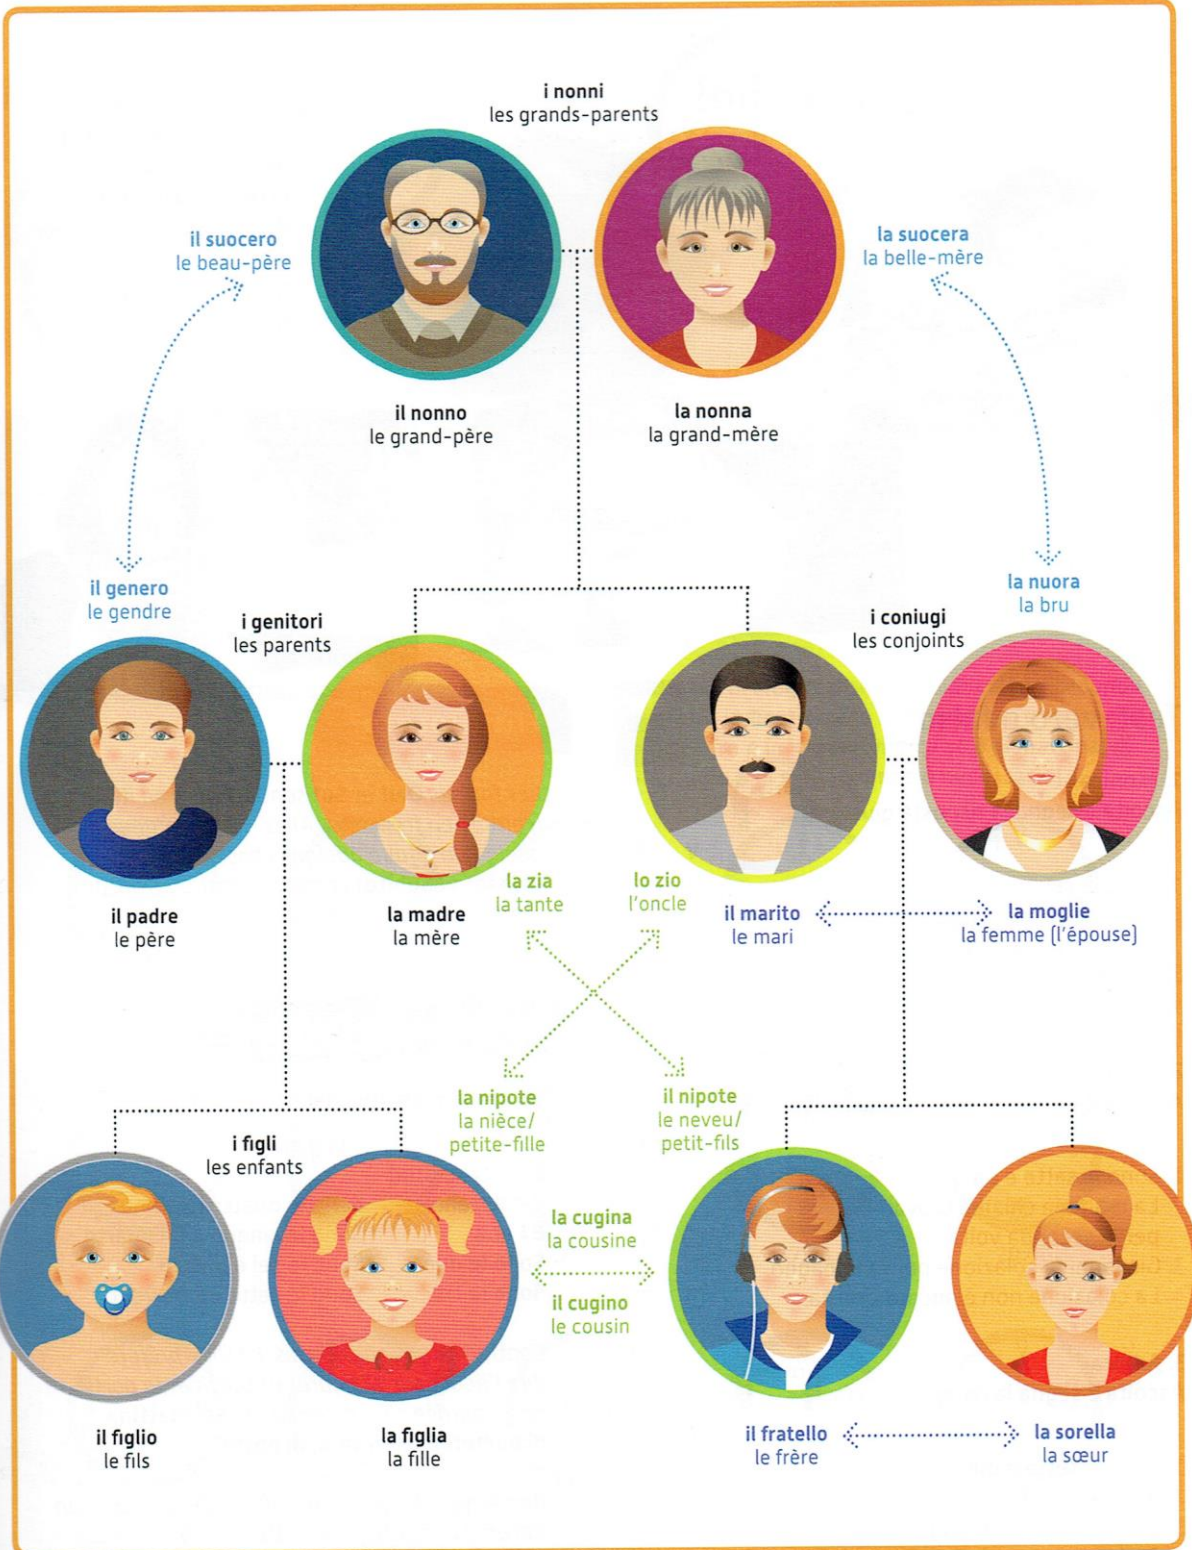 i nonni
les grands-parents
il suocero
le beau-père
la suocera
la belle-mère
il nonno
le grand-père
la nonna
la grand-mère
il genero
le gendre
i genitori
les parents
i coniugi
les conjoints
la nuora
la bru
il padre
le père
la madre
la mère
la zia
la tante
lo zio
l'oncle
il marito
le mari
la moglie
la femme (l'épouse)
la nipote
la nièce/
petite-fille
il nipote
le neveu/
petit-fils
i figli
les enfants
la cugina
la cousine
il cugino
le cousin
il figlio
le fils
la figlia
la fille
il fratello
le frère
la sorella
la sœur